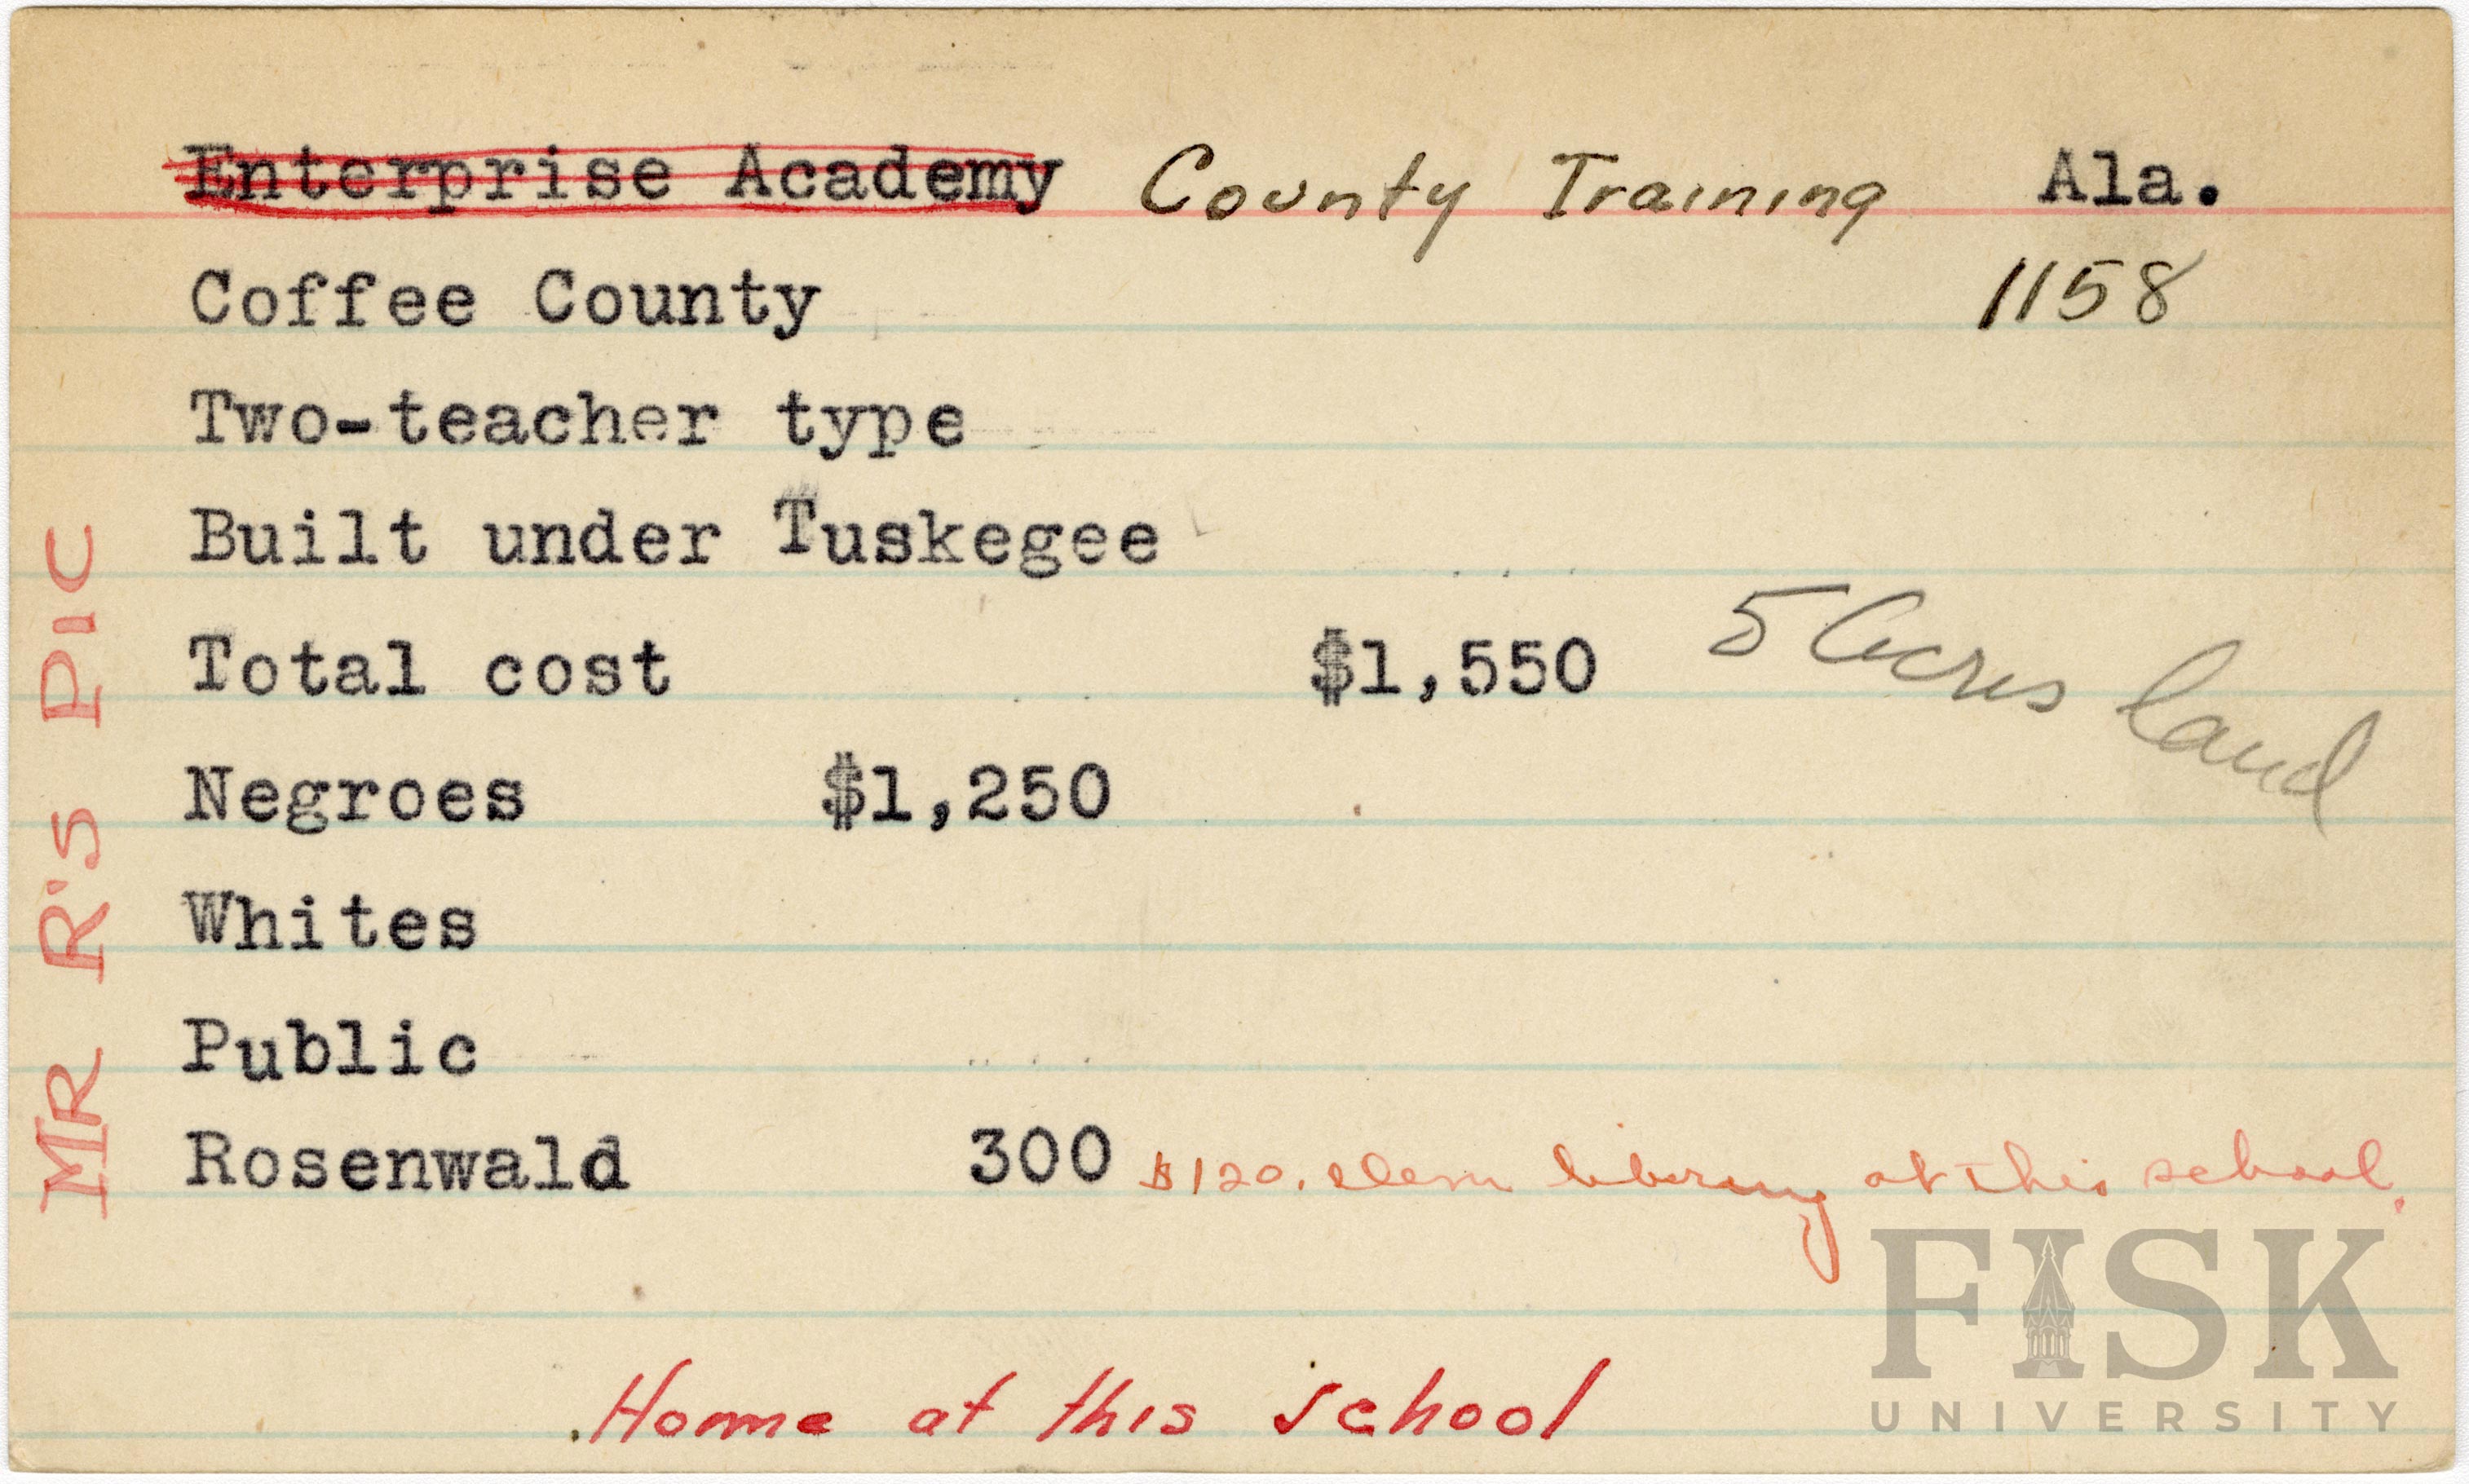 Enterprise Academy County Training Ala.
Coffee County 1158
Two-teacher type
Built under Tuskegee
Total cost $1,550 5 Acres land
Negroes $1,250
Whites
Public
Rosenwald 300 $120. elem library at this school.
Home at this school
MR R'S PIC
FISK
UNIVERSITY